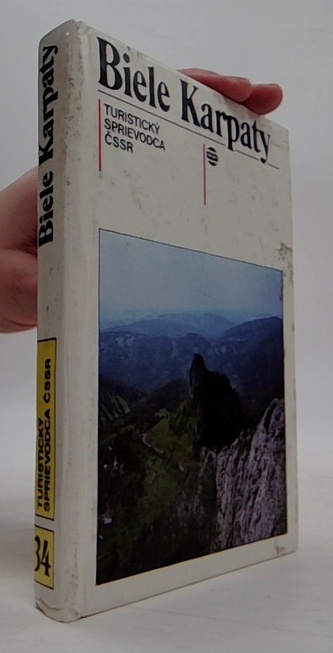 Biele Karpaty
TURISTICKÝ
SPRIEVODCA
ČSSR
Biele Karpaty
TURISTICKÝ
SPRIEVODCA ČSSR
34